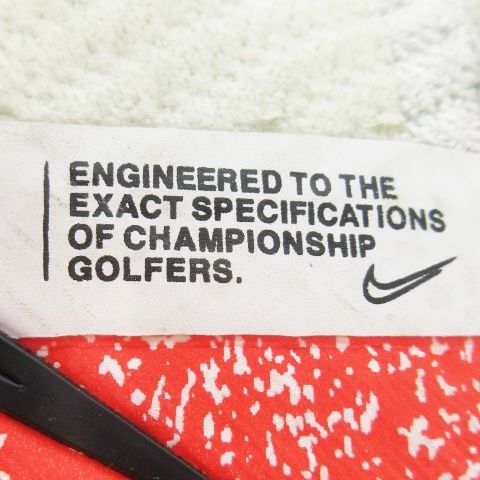 ENGINEERED TO THE
EXACT SPECIFICATIONS
OF CHAMPIONSHIP
GOLFERS.